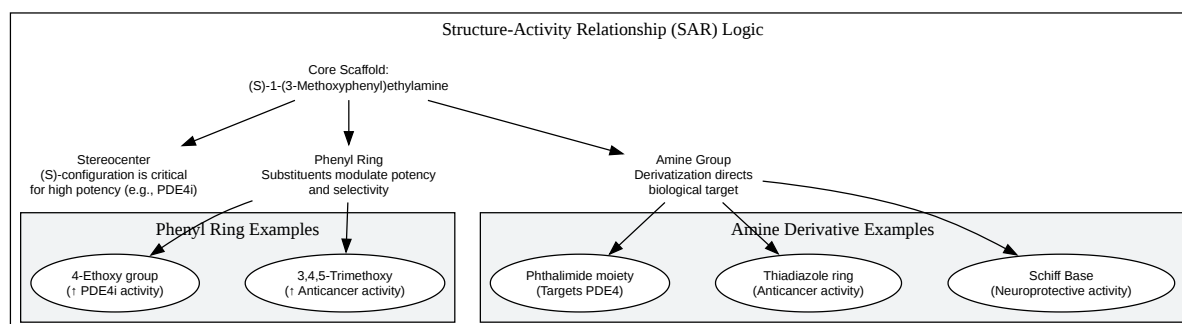 Structure-Activity Relationship (SAR) Logic
Core Scaffold:
(S)-1-(3-Methoxyphenyl)ethylamine
Stereocenter
(S)-configuration is critical
for high potency (e.g., PDE4i)
Phenyl Ring
Substituents modulate potency
and selectivity
Amine Group
Derivatization directs
biological target
Phenyl Ring Examples
4-Ethoxy group
(↑ PDE4i activity)
3,4,5-Trimethoxy
(↑ Anticancer activity)
Amine Derivative Examples
Phthalimide moiety
(Targets PDE4)
Thiadiazole ring
(Anticancer activity)
Schiff Base
(Neuroprotective activity)